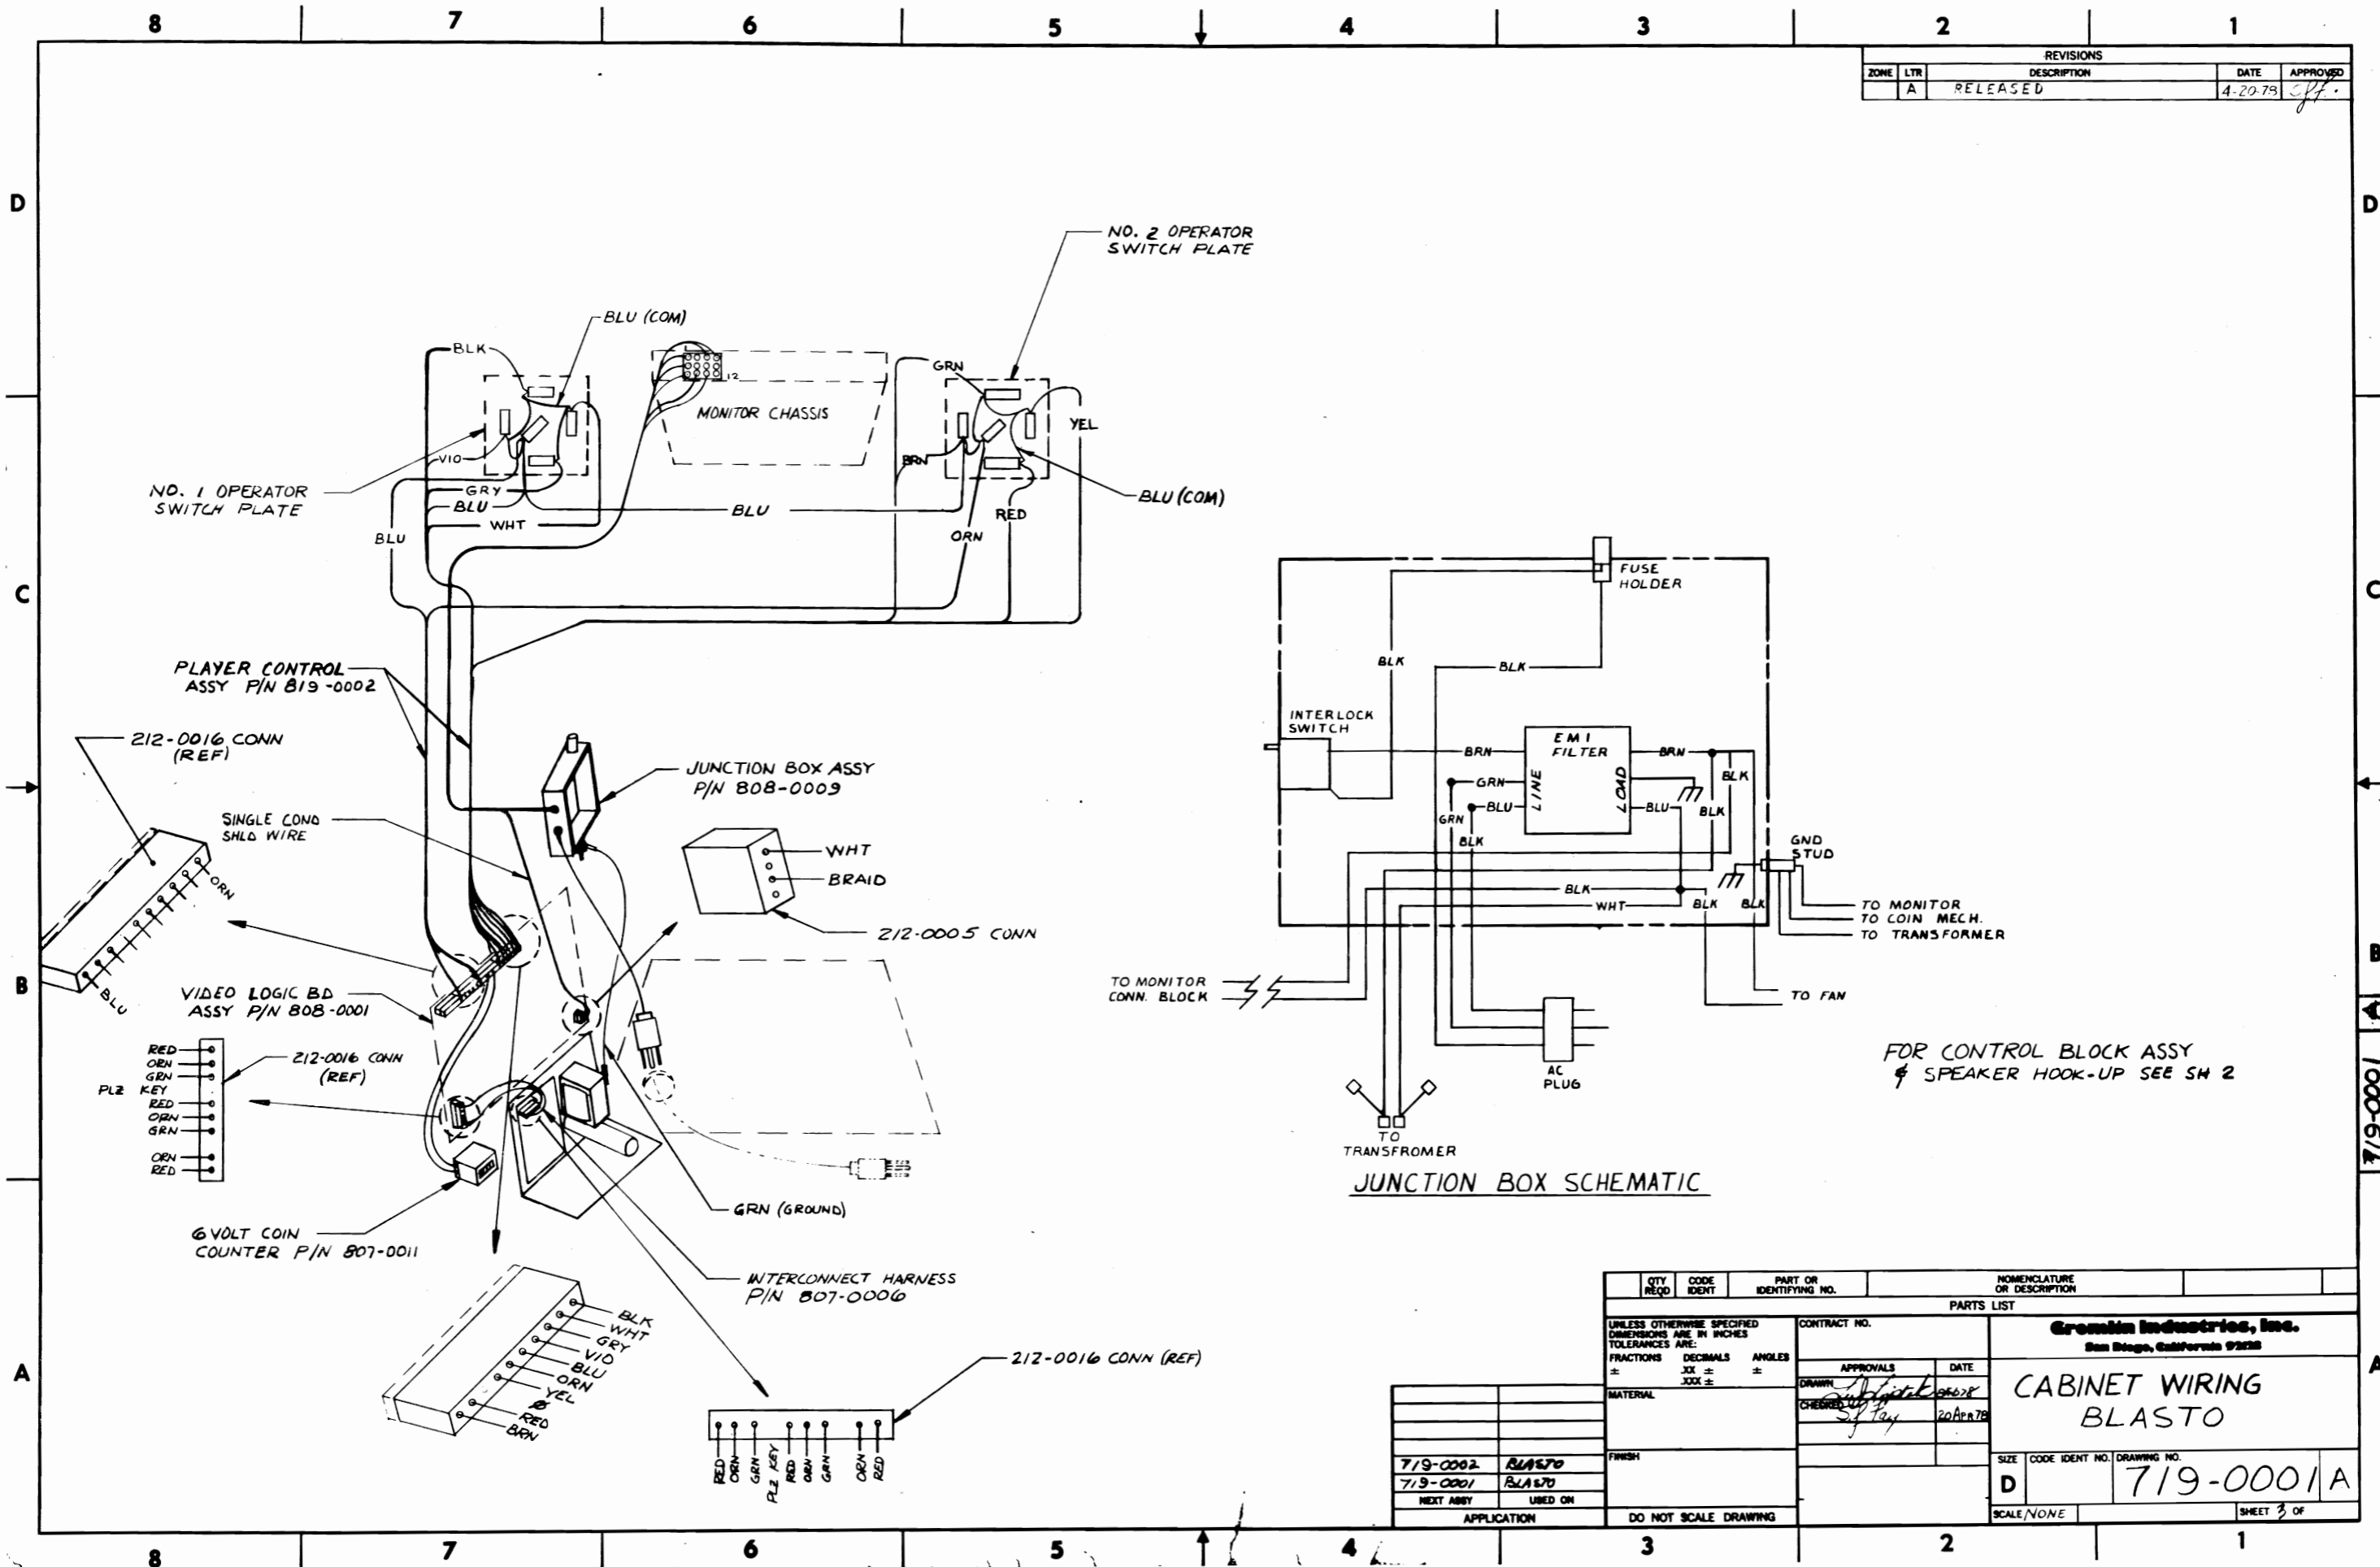 8 7 6 5 4 3 2 1
REVISIONS
ZONE LTR DESCRIPTION DATE APPROVED
A RELEASED 4-20-78
D
D
NO. 2 OPERATOR
SWITCH PLATE
BLU (COM)
BLK
GRN
12
MONITOR CHASSIS
YEL
VIO
BRN
NO. 1 OPERATOR
SWITCH PLATE
GRY
BLU
WHT
BLU
BLU
BLU (COM)
RED
ORN
C
C
FUSE
HOLDER
BLK
BLK
PLAYER CONTROL
ASSY P/N 819-0002
INTERLOCK
SWITCH
212-0016 CONN
(REF)
EMI
FILTER
BRN
BRN
LINE
LOAD
GRN
BLU
BLU
BLK
BLK
GRN
BLK
JUNCTION BOX ASSY
P/N 808-0009
SINGLE COND
SHLD WIRE
GND
STUD
WHT
BRAID
ORN
BLK
WHT
BLK
BLK
TO MONITOR
TO COIN MECH.
TO TRANSFORMER
212-0005 CONN
B
B
BLU
VIDEO LOGIC BD
ASSY P/N 808-0001
TO MONITOR
CONN. BLOCK
TO FAN
RED
ORN
GRN
PLZ KEY
RED
ORN
GRN
ORN
RED
212-0016 CONN
(REF)
AC
PLUG
FOR CONTROL BLOCK ASSY
& SPEAKER HOOK-UP SEE SH 2
719-0001
TO
TRANSFROMER
JUNCTION BOX SCHEMATIC
GRN (GROUND)
6 VOLT COIN
COUNTER P/N 807-0011
INTERCONNECT HARNESS
P/N 807-0006
BLK
WHT
GRY
VIO
BLU
ORN
YEL
Ø
RED
BRN
212-0016 CONN (REF)
RED
ORN
GRN
PLZ KEY
RED
ORN
GRN
ORN
RED
A
A
QTY
REQD
CODE
IDENT
PART OR
IDENTIFYING NO.
NOMENCLATURE
OR DESCRIPTION
PARTS LIST
UNLESS OTHERWISE SPECIFIED
DIMENSIONS ARE IN INCHES
TOLERANCES ARE:
FRACTIONS DECIMALS ANGLES
± .XX ± ±
.XXX ±
CONTRACT NO.
Gremlin Industries, Inc.
San Diego, California
APPROVALS DATE
DRAWN
MATERIAL
CHECKED 20 APR 78
CABINET WIRING
BLASTO
FINISH
719-0002 BLASTO
719-0001 BLASTO
NEXT ASSY USED ON
APPLICATION
DO NOT SCALE DRAWING
SIZE CODE IDENT NO. DRAWING NO.
D 719-0001 A
SCALE NONE
SHEET 3 OF
8 7 6 5 4 3 2 1